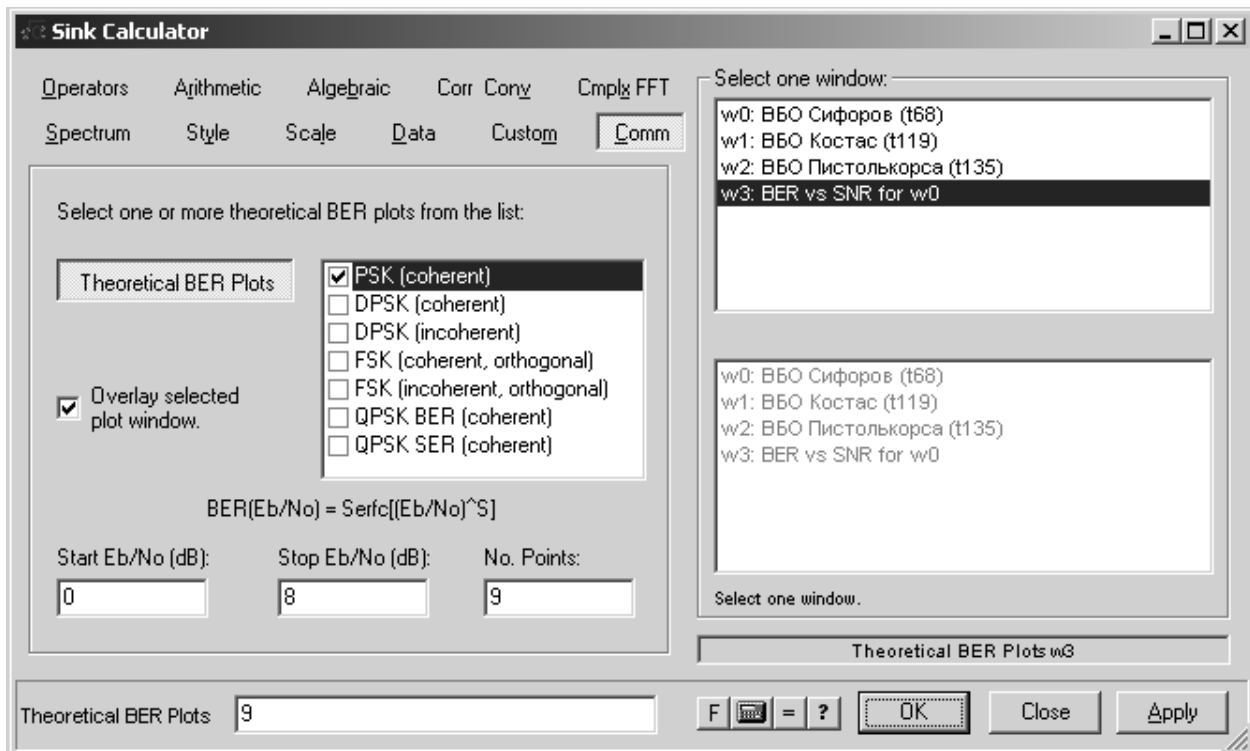 Sink Calculator
Operators Arithmetic Algebraic Corr Conv Cmplx FFT
Spectrum Style Scale Data Custom Comm
Select one or more theoretical BER plots from the list:
Theoretical BER Plots
PSK (coherent)
DPSK (coherent)
DPSK (incoherent)
FSK (coherent, orthogonal)
FSK (incoherent, orthogonal)
QPSK BER (coherent)
QPSK SER (coherent)
Overlay selected
plot window.
BER(Eb/No) = Serfc[(Eb/No)^S]
Start Eb/No (dB): Stop Eb/No (dB): No. Points:
0 8 9
Select one window:
w0: ВБО Сифоров (t68)
w1: ВБО Костас (t119)
w2: ВБО Пистолькорса (t135)
w3: BER vs SNR for w0
w0: ВБО Сифоров (t68)
w1: ВБО Костас (t119)
w2: ВБО Пистолькорса (t135)
w3: BER vs SNR for w0
Select one window.
Theoretical BER Plots w3
Theoretical BER Plots 9 F = ? OK Close Apply